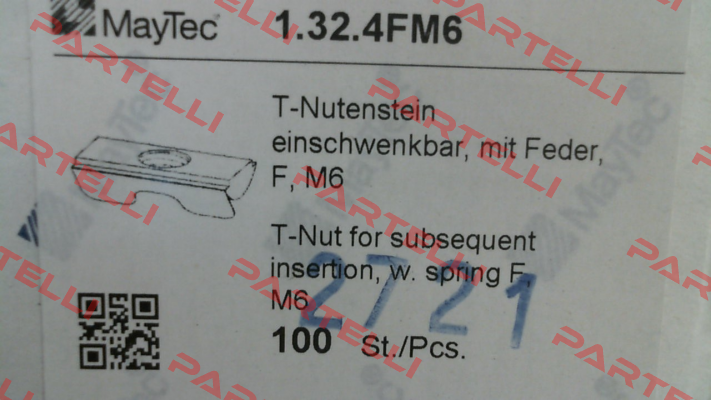 MayTec 1.32.4FM6
T-Nutenstein
einschwenkbar, mit Feder,
F, M6
T-Nut for subsequent
insertion, w. spring F,
M6
2721
100 St./Pcs.
MayTec
PARTELLI